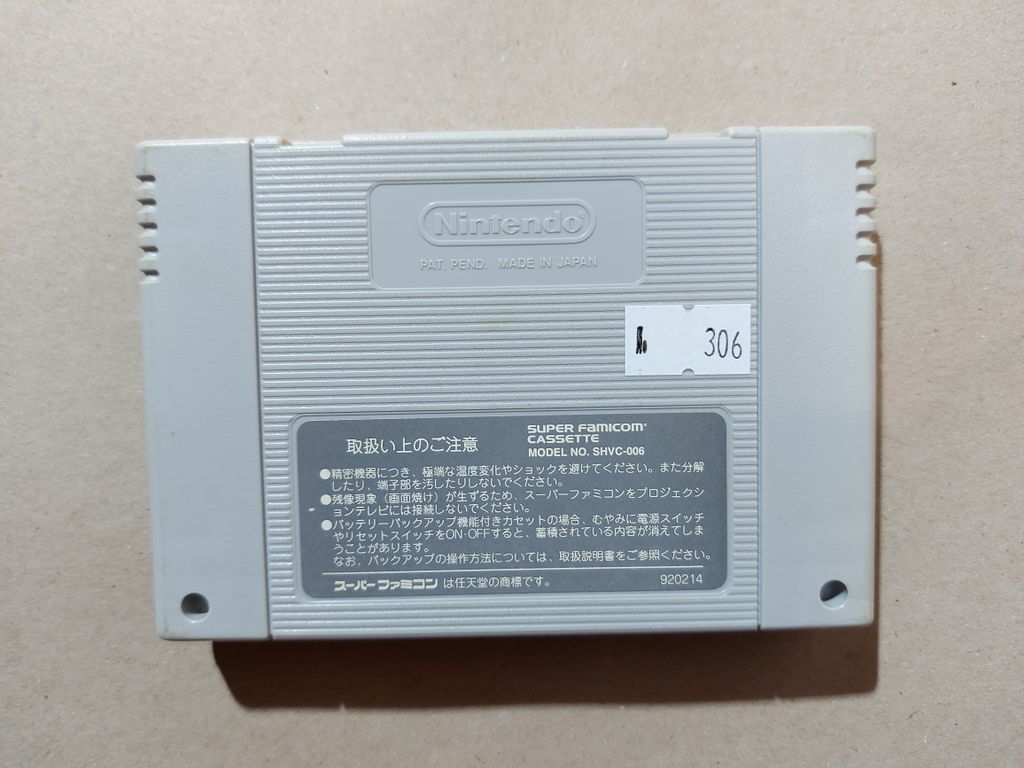 Nintendo®
PAT. PEND. MADE IN JAPAN
306
取扱い上のご注意
SUPER FAMICOM
CASSETTE
MODEL NO. SHVC-006
●精密機器につき、極端な温度変化やショックを避けてください。また分解
したり、端子部を汚したりしないでください。
●残像現象(画面焼け)が生ずるため、スーパーファミコンをプロジェクシ
ョンテレビには接続しないでください。
●バッテリーバックアップ機能付きカセットの場合、むやみに電源スイッチ
やリセットスイッチをON・OFFすると、蓄積されている内容が消えてしま
うことがあります。
なお、バックアップの操作方法については、取扱説明書をご参照ください。
スーパーファミコン は任天堂の商標です。
920214